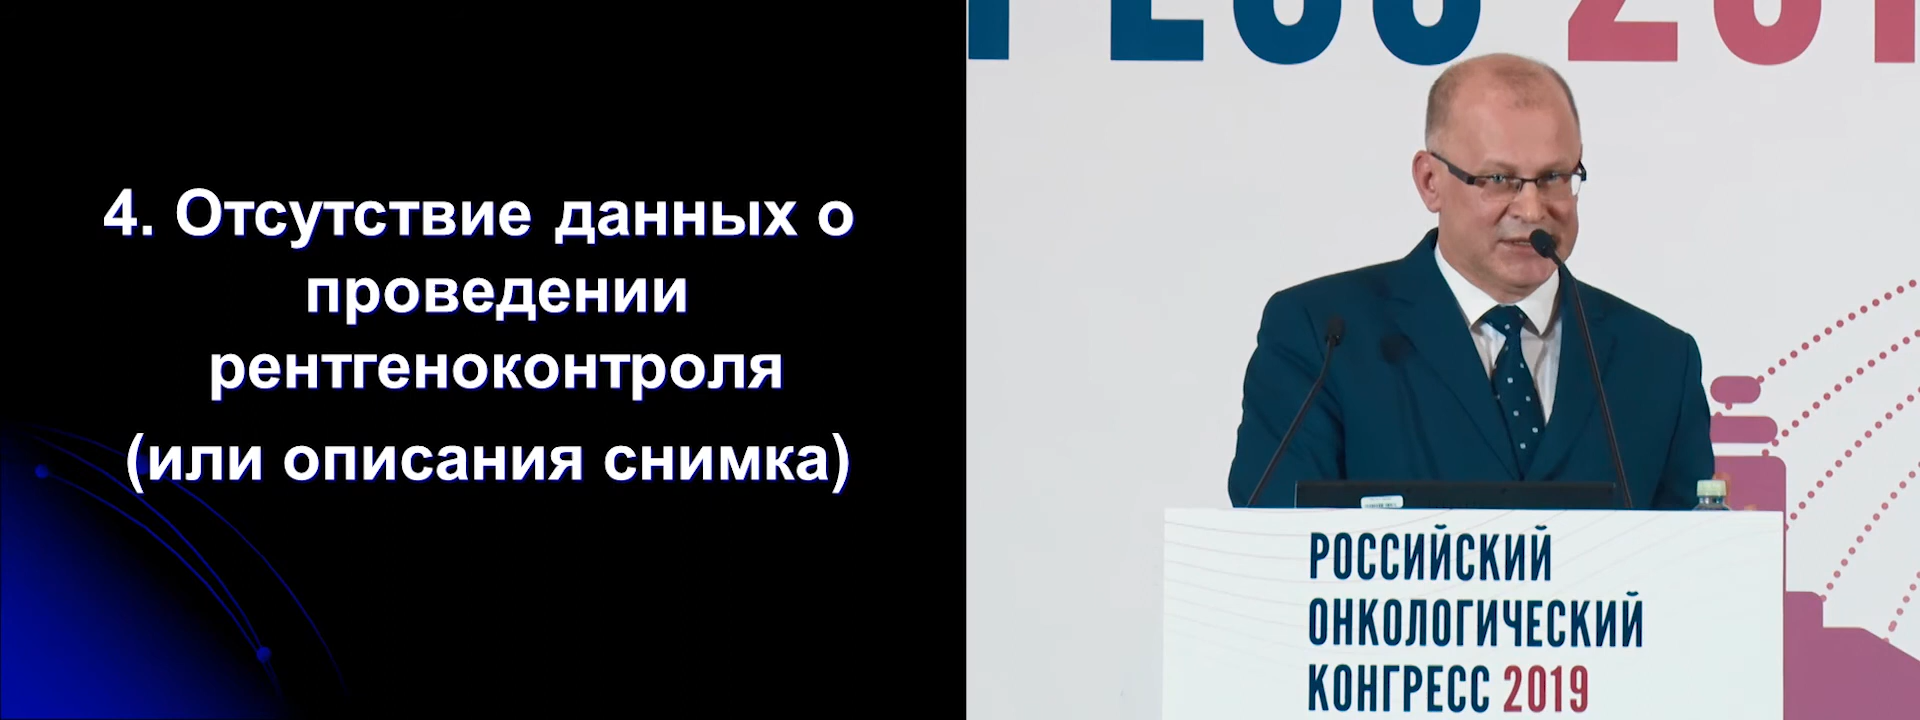 4. Отсутствие данных о
проведении
рентгеноконтроля
(или описания снимка)
РОССИЙСКИЙ
ОНКОЛОГИЧЕСКИЙ
КОНГРЕСС 2019